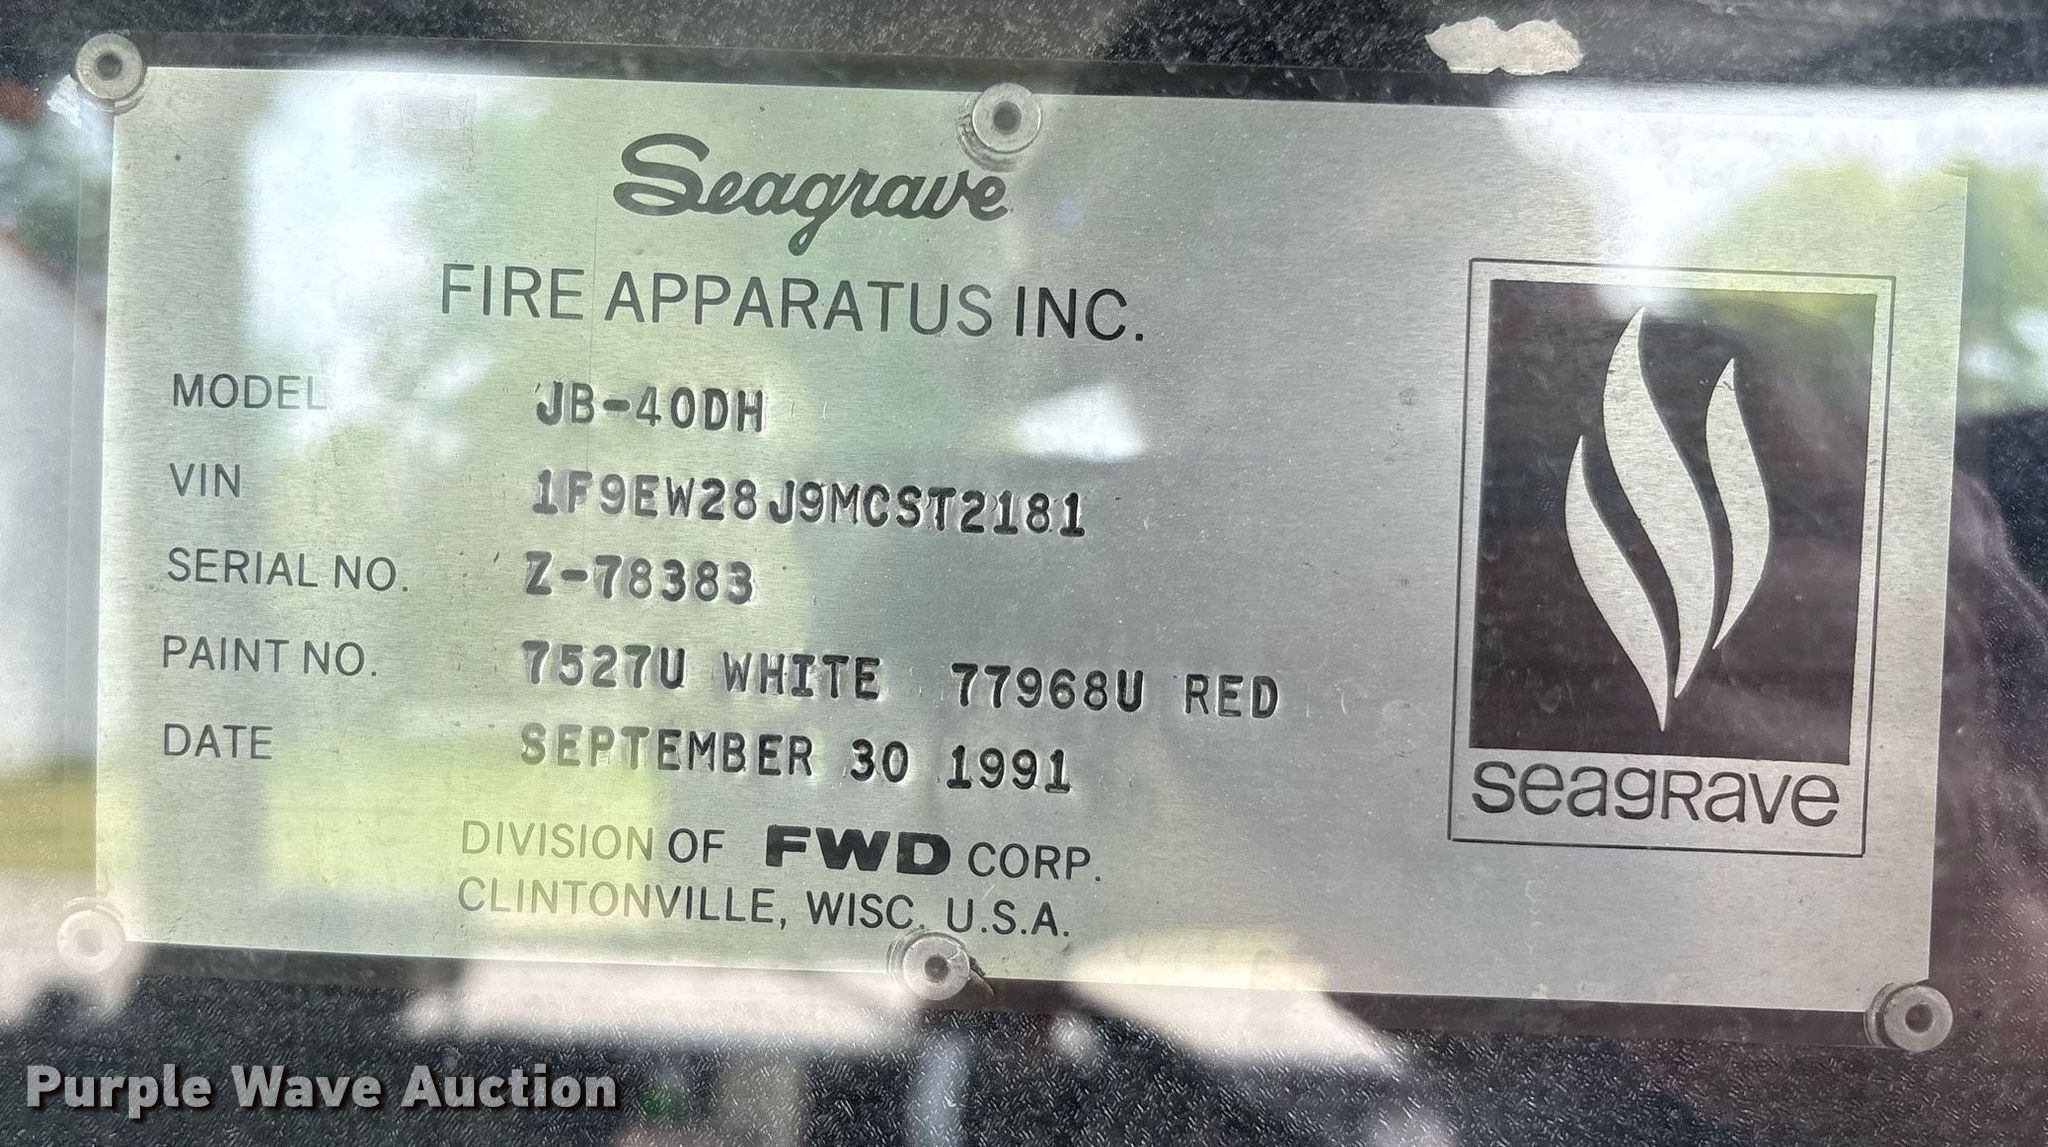 Seagrave
FIRE APPARATUS INC.
MODEL JB-40DH
VIN 1F9EW28J9MCST2181
SERIAL NO. Z-78383
PAINT NO. 7527U WHITE 77968U RED
DATE SEPTEMBER 30 1991
DIVISION OF FWD CORP.
CLINTONVILLE, WISC. U.S.A.
seagrave
Purple Wave Auction